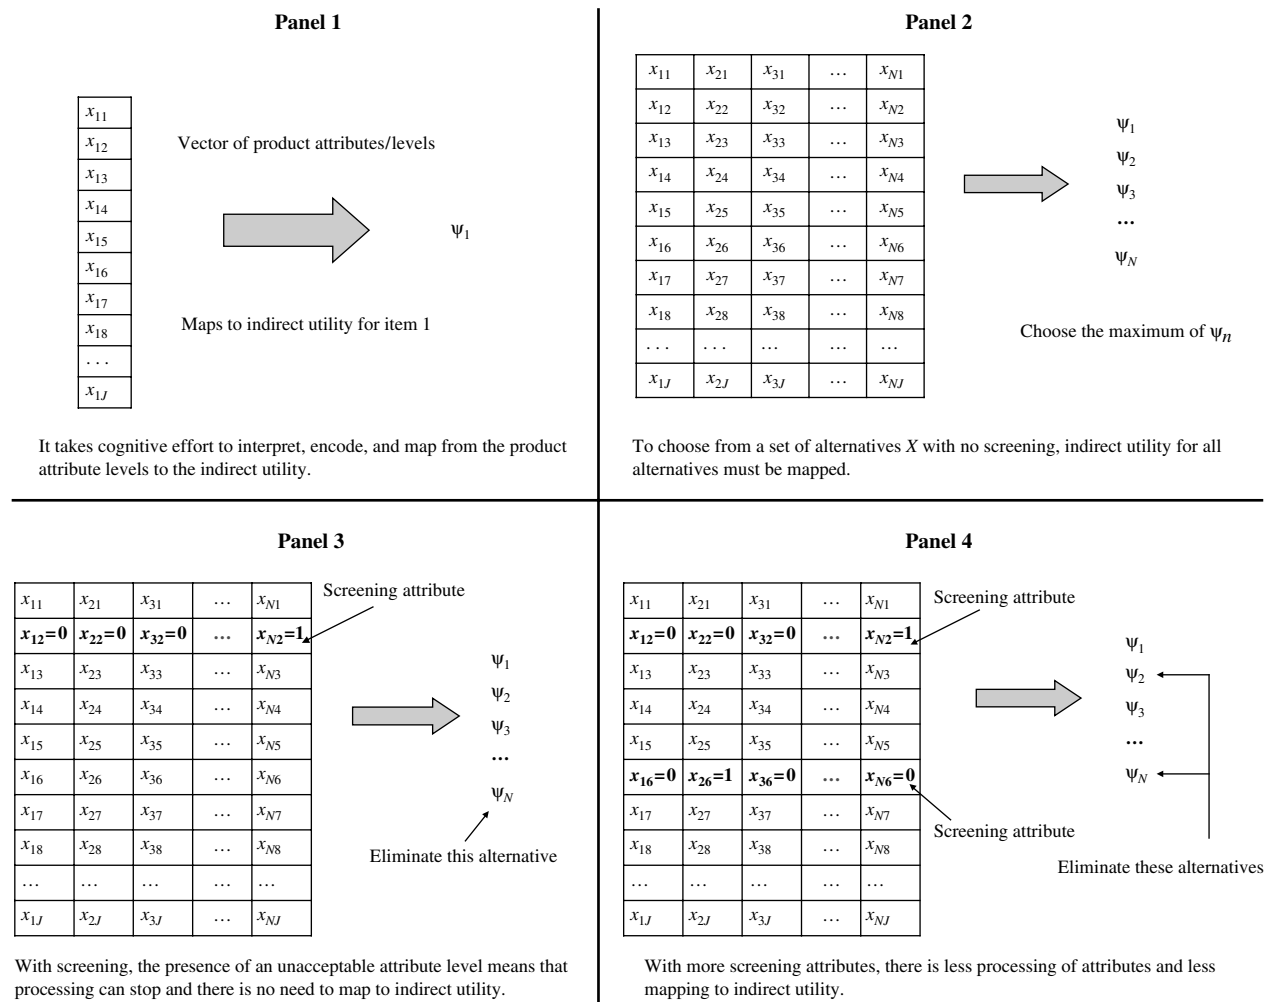 Panel 1
x11
x12
x13
x14
x15
x16
x17
x18
. . .
x1J
Vector of product attributes/levels
ψ1
Maps to indirect utility for item 1
It takes cognitive effort to interpret, encode, and map from the product
attribute levels to the indirect utility.
Panel 2
x11 x21 x31 ... xN1
x12 x22 x32 ... xN2
x13 x23 x33 ... xN3
x14 x24 x34 ... xN4
x15 x25 x35 ... xN5
x16 x26 x36 ... xN6
x17 x27 x37 ... xN7
x18 x28 x38 ... xN8
. . . . . . ... ... ...
x1J x2J x3J ... xNJ
ψ1
ψ2
ψ3
...
ψN
Choose the maximum of ψn
To choose from a set of alternatives X with no screening, indirect utility for all
alternatives must be mapped.
Panel 3
x11 x21 x31 ... xN1
x12=0 x22=0 x32=0 ... xN2=1
x13 x23 x33 ... xN3
x14 x24 x34 ... xN4
x15 x25 x35 ... xN5
x16 x26 x36 ... xN6
x17 x27 x37 ... xN7
x18 x28 x38 ... xN8
... ... ... ... ...
x1J x2J x3J ... xNJ
Screening attribute
ψ1
ψ2
ψ3
...
ψN
Eliminate this alternative
With screening, the presence of an unacceptable attribute level means that
processing can stop and there is no need to map to indirect utility.
Panel 4
x11 x21 x31 ... xN1
x12=0 x22=0 x32=0 ... xN2=1
x13 x23 x33 ... xN3
x14 x24 x34 ... xN4
x15 x25 x35 ... xN5
x16=0 x26=1 x36=0 ... xN6=0
x17 x27 x37 ... xN7
x18 x28 x38 ... xN8
... ... ... ... ...
x1J x2J x3J ... xNJ
Screening attribute
ψ1
ψ2
ψ3
...
ψN
Screening attribute
Eliminate these alternatives
With more screening attributes, there is less processing of attributes and less
mapping to indirect utility.